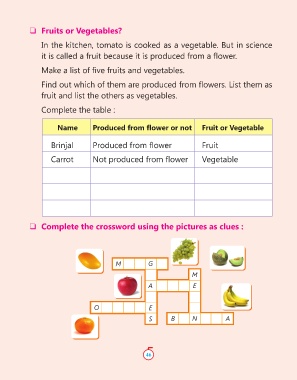 ❑ Fruits or Vegetables?
In the kitchen, tomato is cooked as a vegetable. But in science
it is called a fruit because it is produced from a flower.
Make a list of five fruits and vegetables.
Find out which of them are produced from flowers. List them as
fruit and list the others as vegetables.
Complete the table :
Name Produced from flower or not Fruit or Vegetable
Brinjal Produced from flower Fruit
Carrot Not produced from flower Vegetable
❑ Complete the crossword using the pictures as clues :
M G
M
A E
O E
S B N A